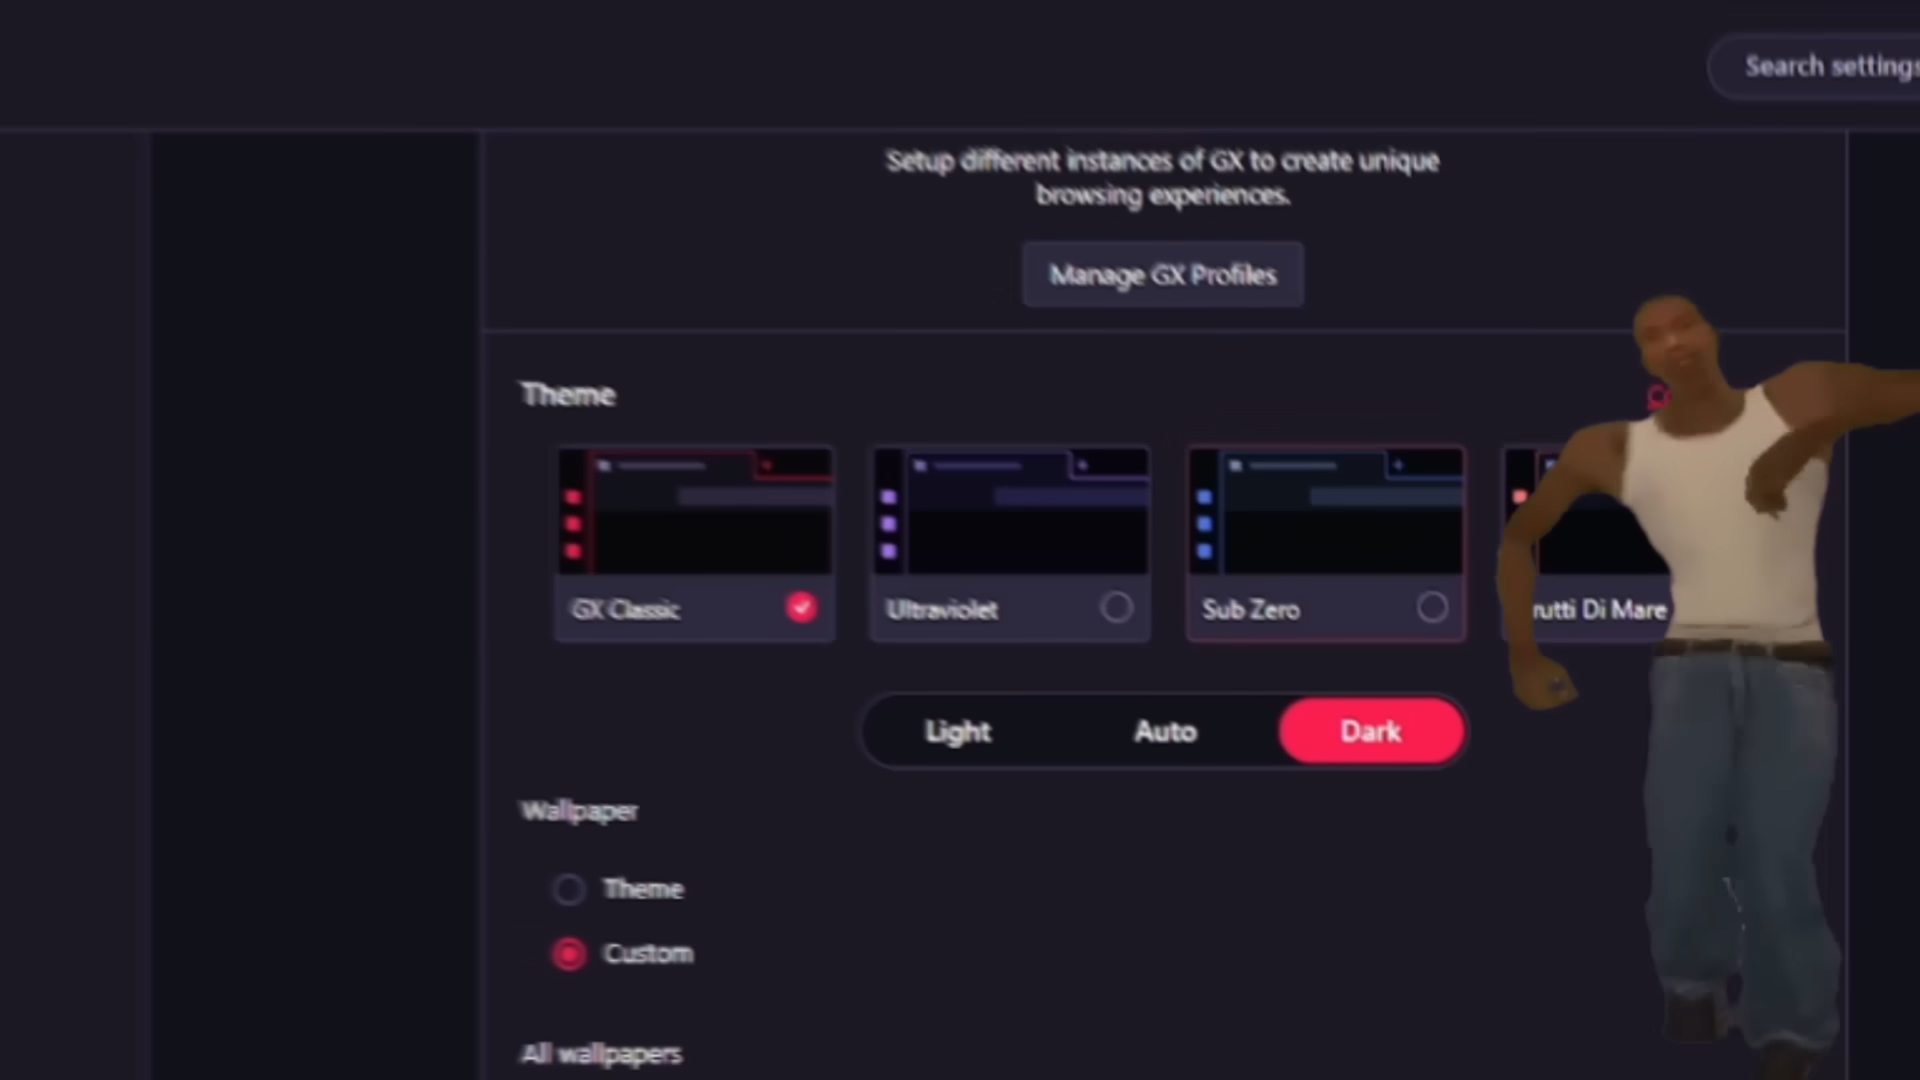 Search settings
Setup different instances of GX to create unique
browsing experiences.
Manage GX Profiles
Theme
GX Classic
Ultraviolet
Sub Zero
rutti Di Mare
Light
Auto
Dark
Wallpaper
Theme
Custom
All wallpapers